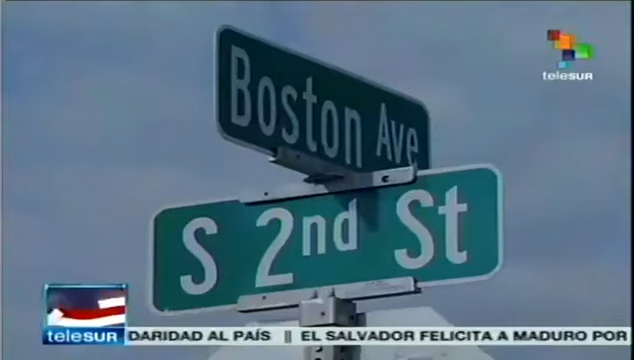 Boston Ave
telesur
S 2nd St
telesur
DARIDAD AL PAÍS || EL SALVADOR FELICITA A MADURO POR